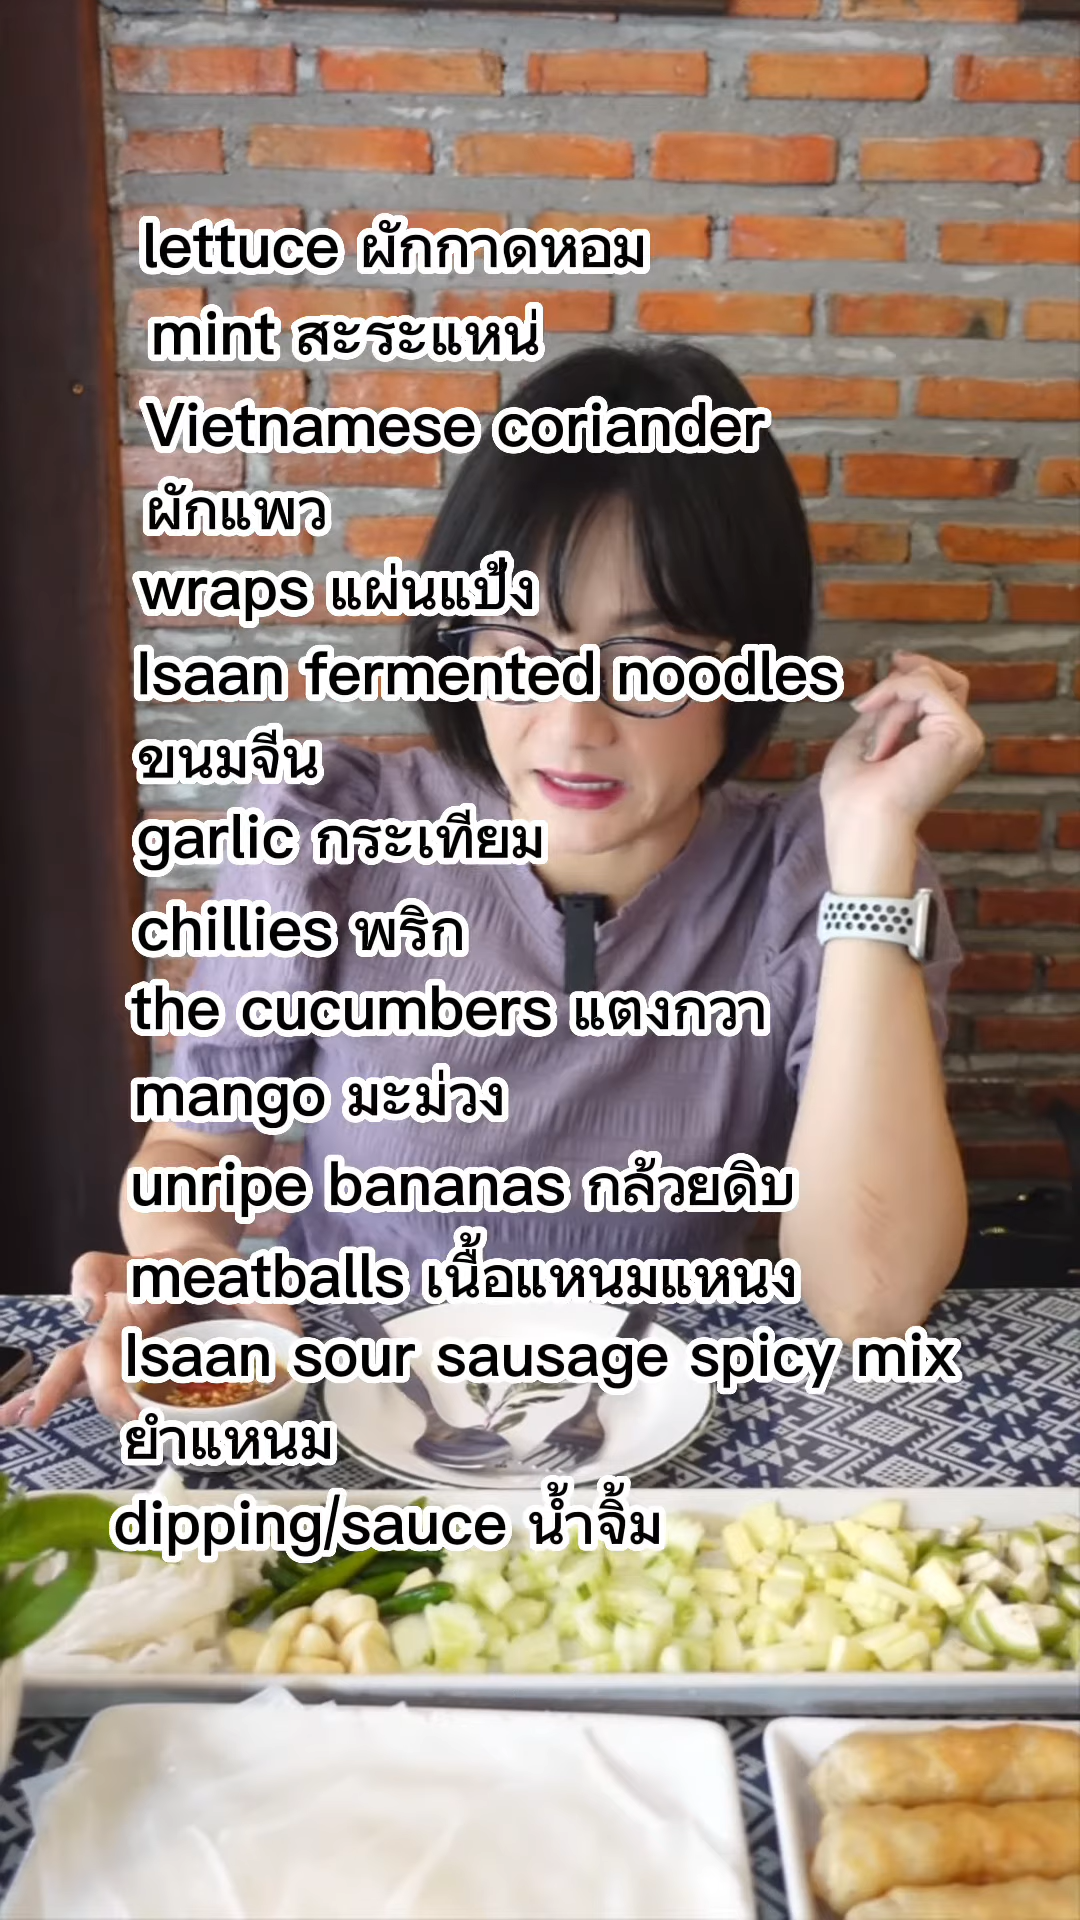 lettuce ผักกาดหอม
mint สะระแหน่
Vietnamese coriander
ผักแพว
wraps แผ่นแป้ง
Isaan fermented noodles
ขนมจีน
garlic กระเทียม
chillies พริก
the cucumbers แตงกวา
mango มะม่วง
unripe bananas กล้วยดิบ
meatballs เนื้อแหนมแหนง
Isaan sour sausage spicy mix
ยำแหนม
dipping/sauce น้ำจิ้ม